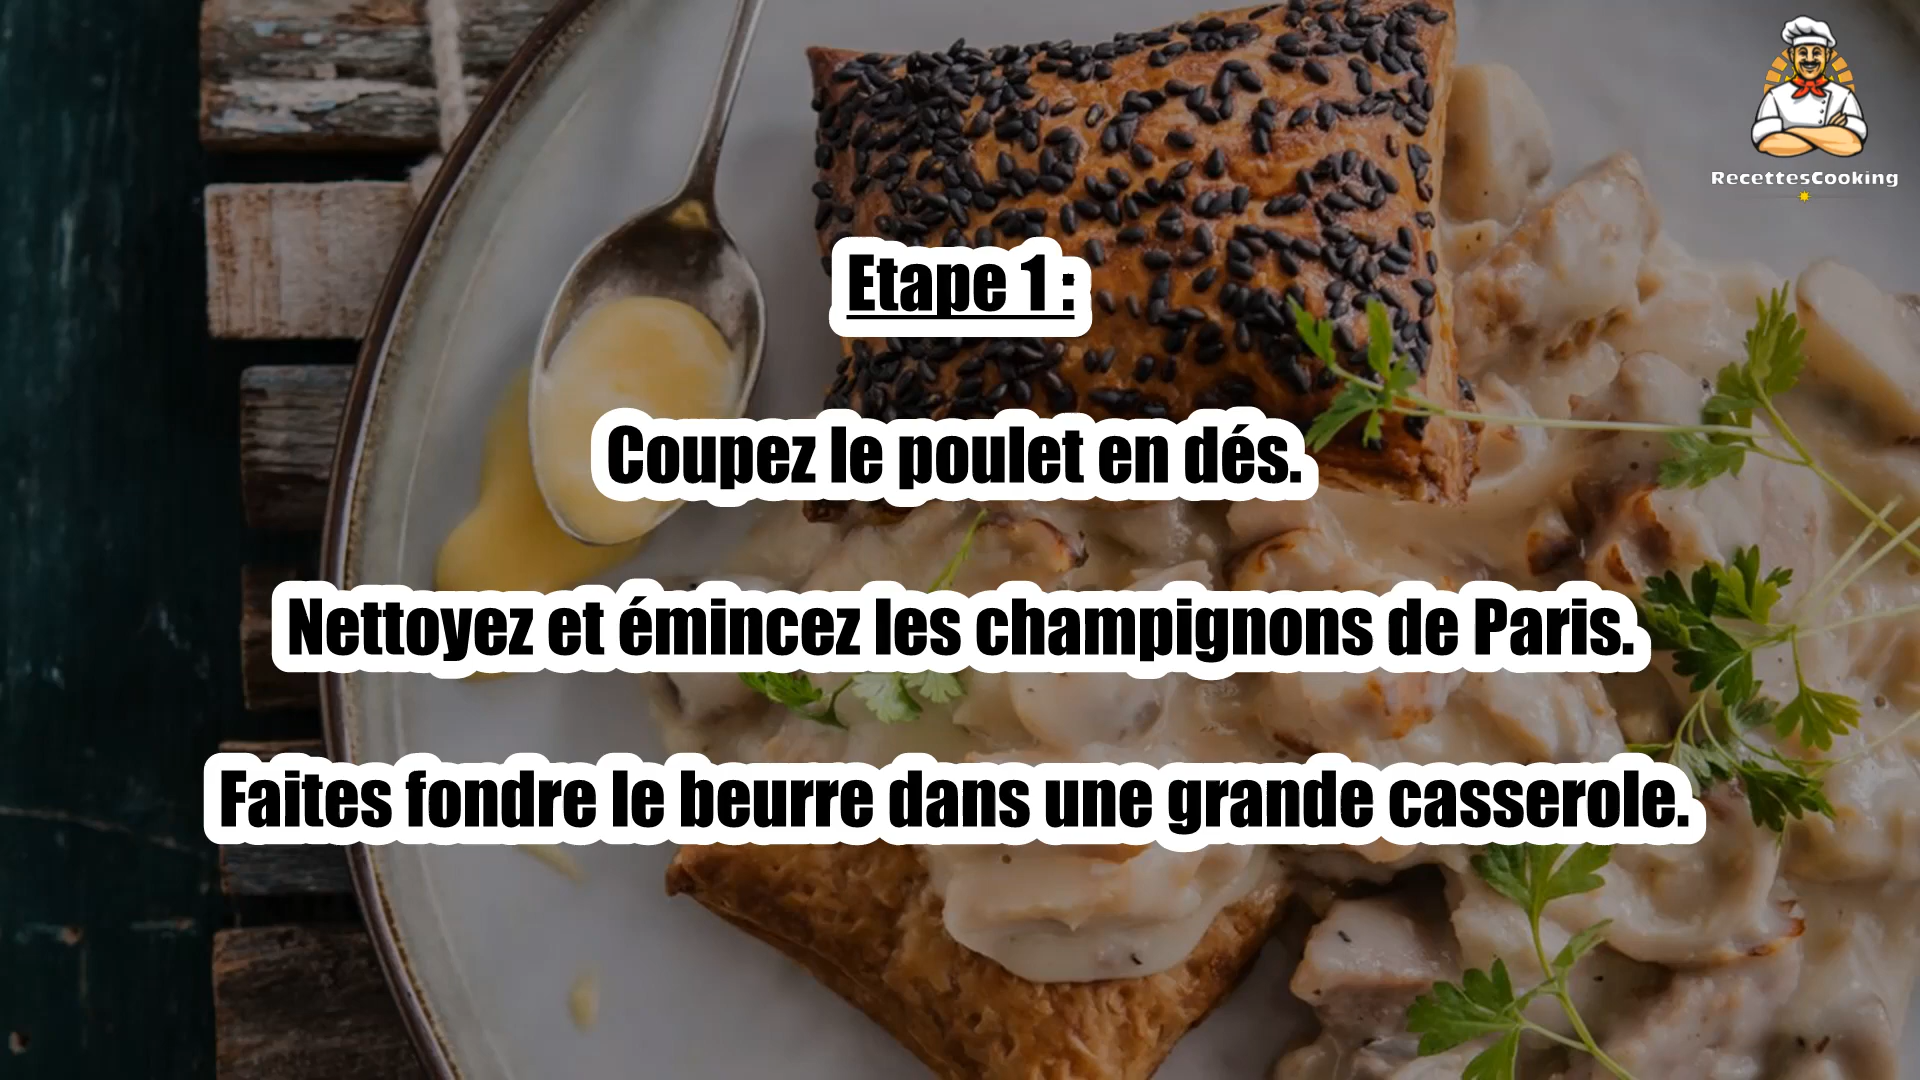 RecettesCooking
Etape 1 :
Coupez le poulet en dés.
Nettoyez et émincez les champignons de Paris.
Faites fondre le beurre dans une grande casserole.